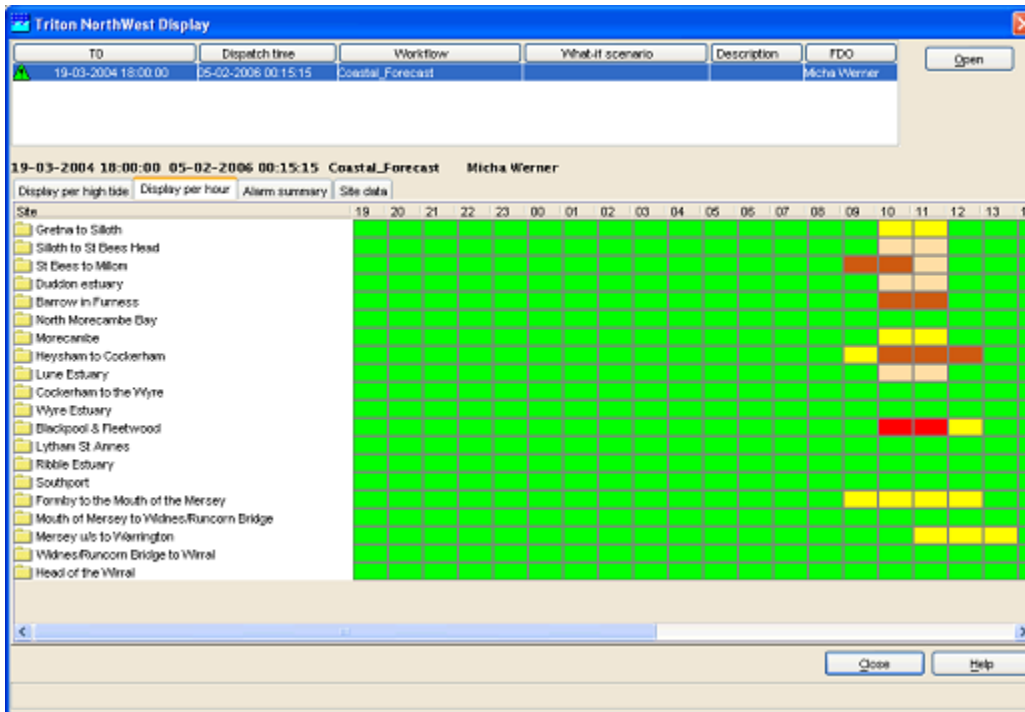 Triton NorthWest Display
T0 Dispatch time Workflow What-if scenario Description FDO
Open
19-03-2004 18:00:00 05-02-2006 00:15:15 Coastal_Forecast Micha Werner
19-03-2004 18:00:00 05-02-2006 00:15:15 Coastal_Forecast Micha Werner
Display per high tide Display per hour Alarm summary Site data
Site 19 20 21 22 23 00 01 02 03 04 05 06 07 08 09 10 11 12 13
Gretna to Silloth
Silloth to St Bees Head
St Bees to Millom
Duddon estuary
Barrow in Furness
North Morecambe Bay
Morecambe
Heysham to Cockerham
Lune Estuary
Cockerham to the Wyre
Wyre Estuary
Blackpool & Fleetwood
Lytham St Annes
Ribble Estuary
Southport
Formby to the Mouth of the Mersey
Mouth of Mersey to Widnes/Runcorn Bridge
Mersey u/s to Warrington
Widnes/Runcorn Bridge to Wirral
Head of the Wirral
Close Help